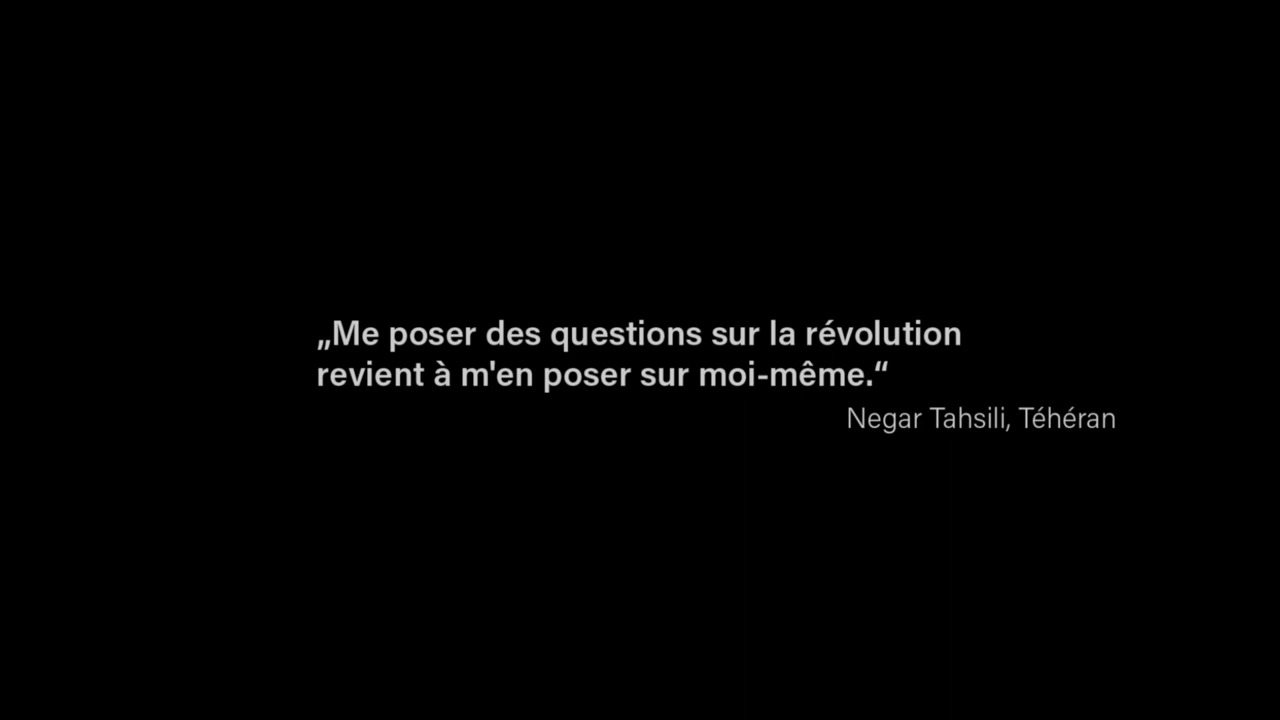 „Me poser des questions sur la révolution
revient à m'en poser sur moi-même.“
Negar Tahsili, Téhéran